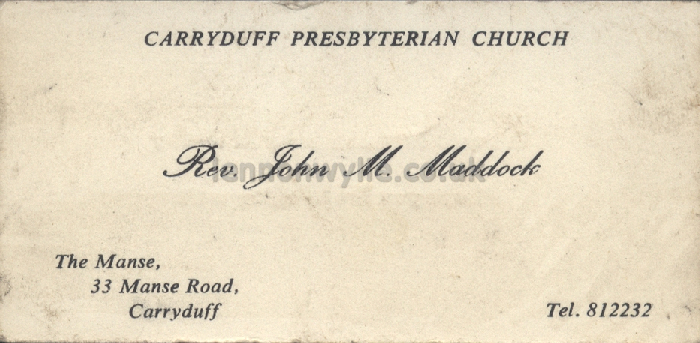 CARRYDUFF PRESBYTERIAN CHURCH
Rev. John M. Maddock
lennonwylie.co.uk
The Manse,
33 Manse Road,
Carryduff
Tel. 812232